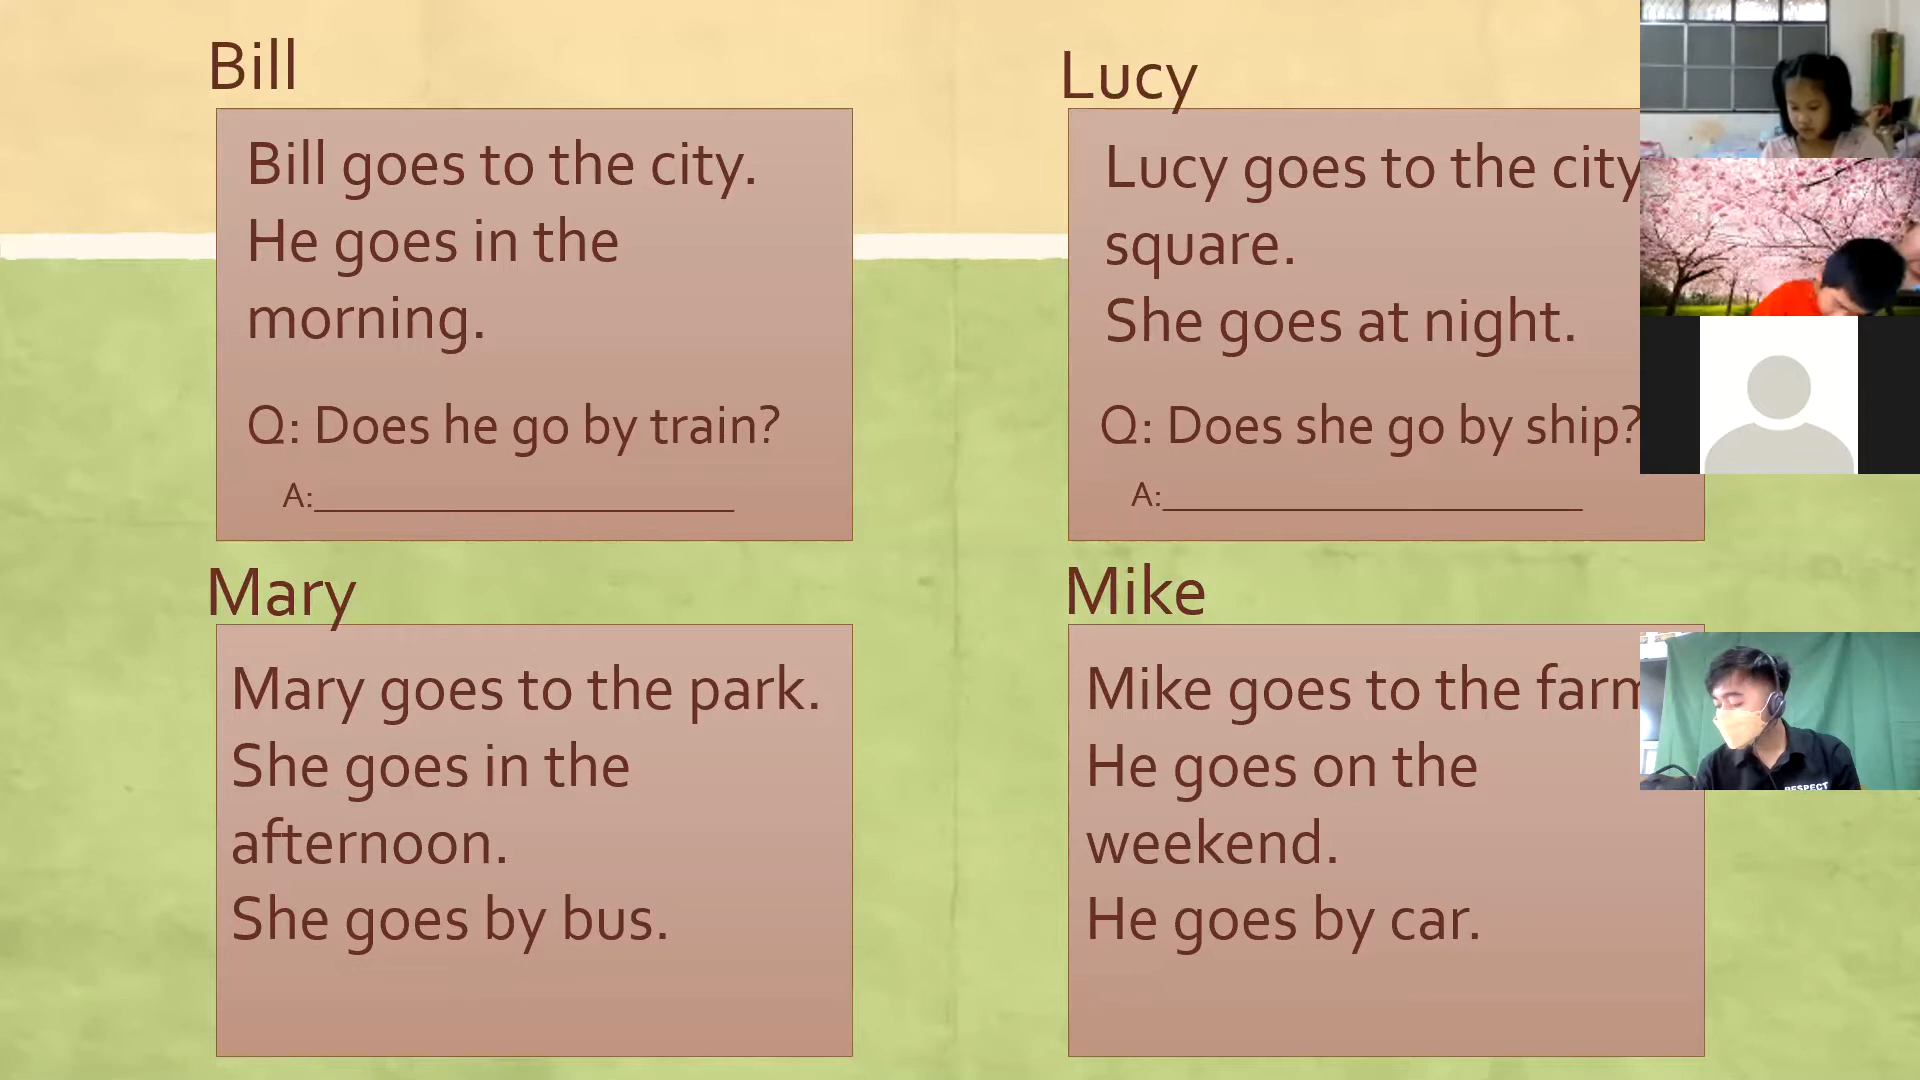 Bill
Bill goes to the city.
He goes in the
morning.
Q: Does he go by train?
A:________________________
Lucy
Lucy goes to the city
square.
She goes at night.
Q: Does she go by ship?
A:________________________
Mary
Mary goes to the park.
She goes in the
afternoon.
She goes by bus.
Mike
Mike goes to the farm
He goes on the
weekend.
He goes by car.
RESPECT